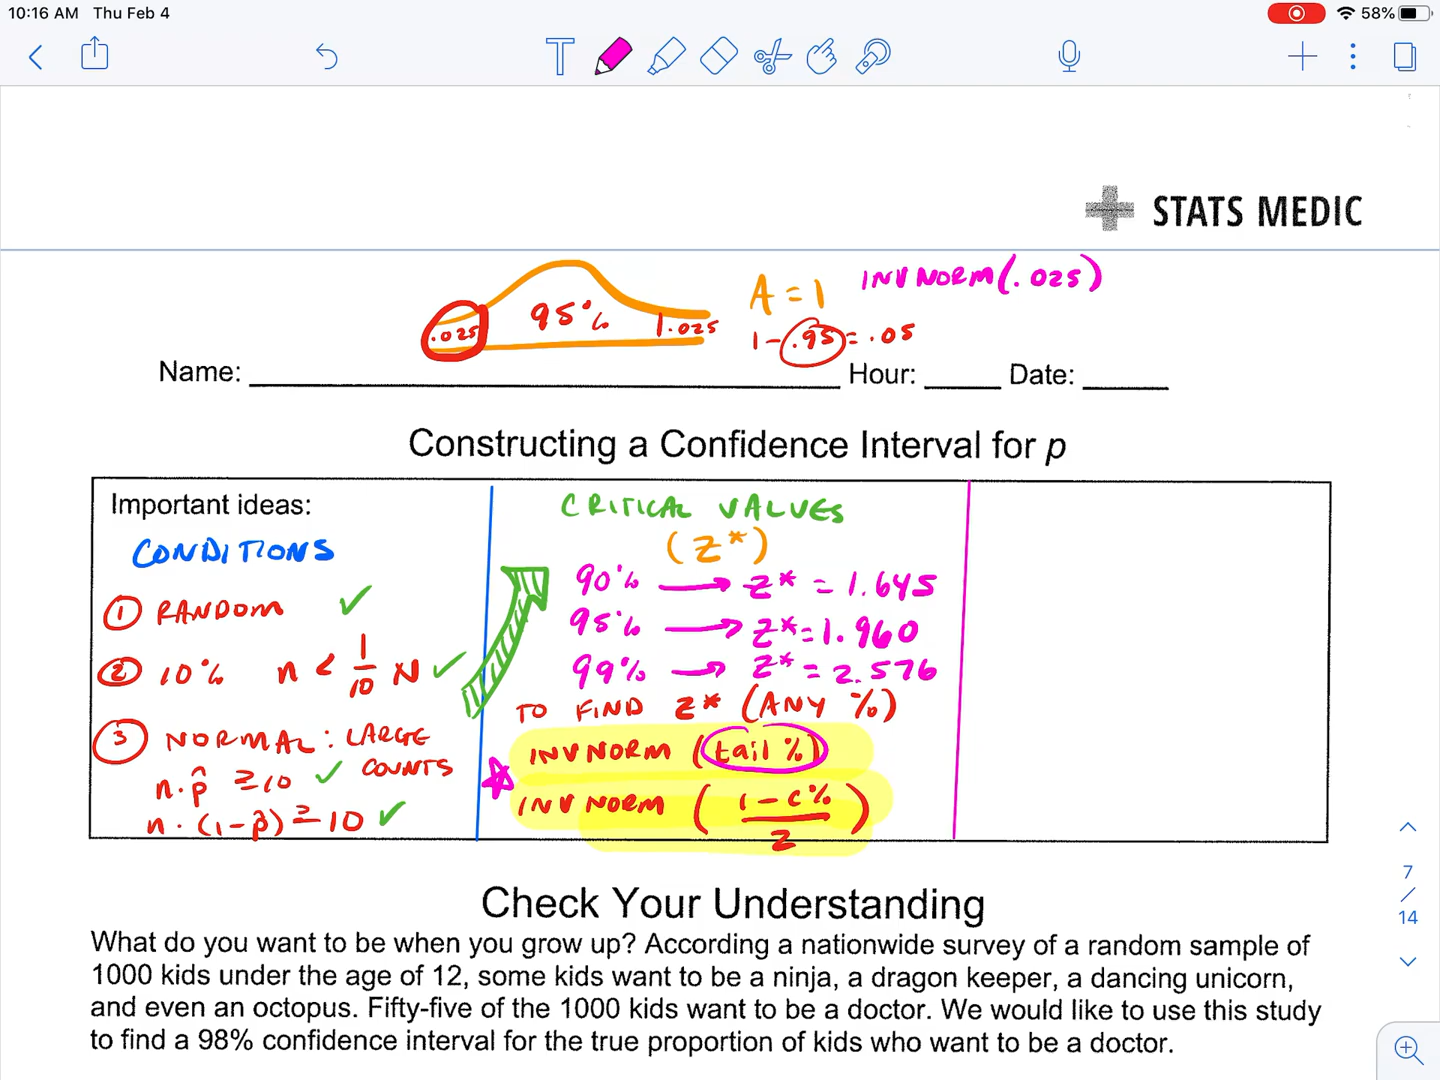 10:16 AM Thu Feb 4
58%
STATS MEDIC
.025 95% .025
A = 1
1 - .95 = .05
INVNORM(.025)
Name: Hour: Date:
Constructing a Confidence Interval for p
Important ideas:
CONDITIONS
① RANDOM ✓
② 10% n < 1/10 N ✓
③ NORMAL: LARGE
COUNTS
n · p̂ ≥ 10 ✓
n · (1 - p̂) ≥ 10 ✓
CRITICAL VALUES
(Z*)
90% → Z* = 1.645
95% → Z* = 1.960
99% → Z* = 2.576
TO FIND Z* (ANY %)
INVNORM (tail %)
INVNORM ( 1 - C% / 2 )
Check Your Understanding
What do you want to be when you grow up? According a nationwide survey of a random sample of
1000 kids under the age of 12, some kids want to be a ninja, a dragon keeper, a dancing unicorn,
and even an octopus. Fifty-five of the 1000 kids want to be a doctor. We would like to use this study
to find a 98% confidence interval for the true proportion of kids who want to be a doctor.
7
/
14